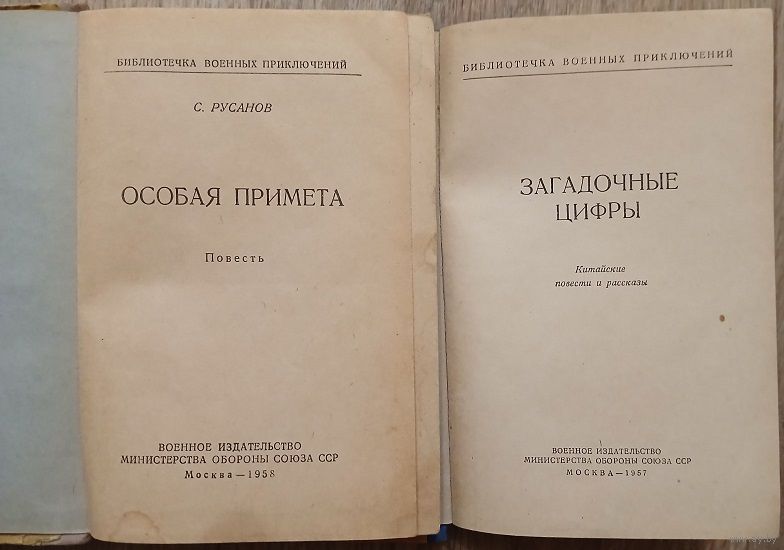 БИБЛИОТЕЧКА ВОЕННЫХ ПРИКЛЮЧЕНИЙ
С. РУСАНОВ
ОСОБАЯ ПРИМЕТА
Повесть
ВОЕННОЕ ИЗДАТЕЛЬСТВО
МИНИСТЕРСТВА ОБОРОНЫ СОЮЗА ССР
Москва—1958
БИБЛИОТЕЧКА ВОЕННЫХ ПРИКЛЮЧЕНИЙ
ЗАГАДОЧНЫЕ
ЦИФРЫ
Китайские
повести и рассказы
ВОЕННОЕ ИЗДАТЕЛЬСТВО
МИНИСТЕРСТВА ОБОРОНЫ СОЮЗА ССР
МОСКВА—1957